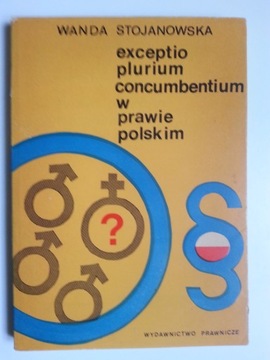 WANDA STOJANOWSKA
exceptio
plurium
concumbentium
w
prawie
polskim
?
WYDAWNICTWO PRAWNICZE